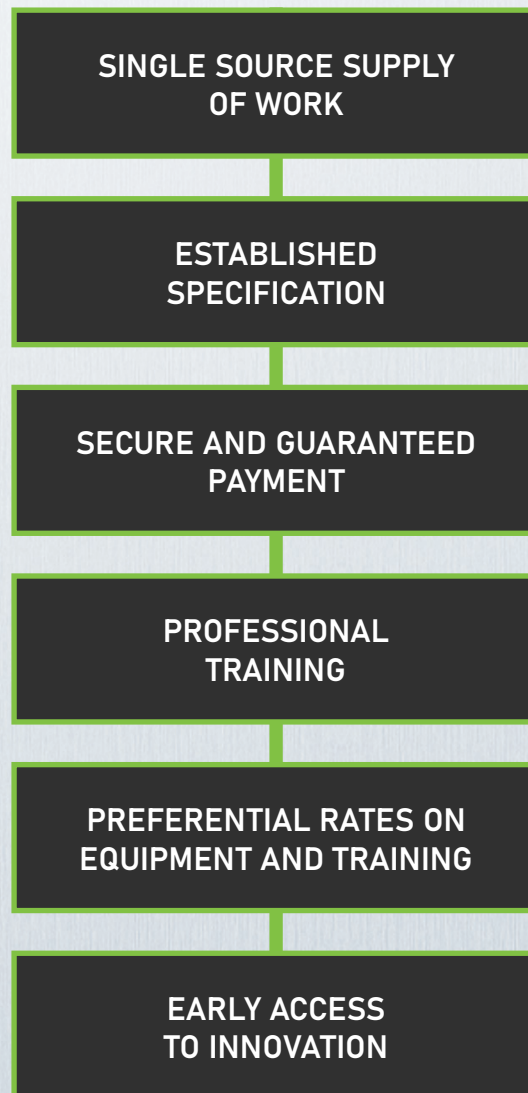 SINGLE SOURCE SUPPLY
OF WORK
ESTABLISHED
SPECIFICATION
SECURE AND GUARANTEED
PAYMENT
PROFESSIONAL
TRAINING
PREFERENTIAL RATES ON
EQUIPMENT AND TRAINING
EARLY ACCESS
TO INNOVATION